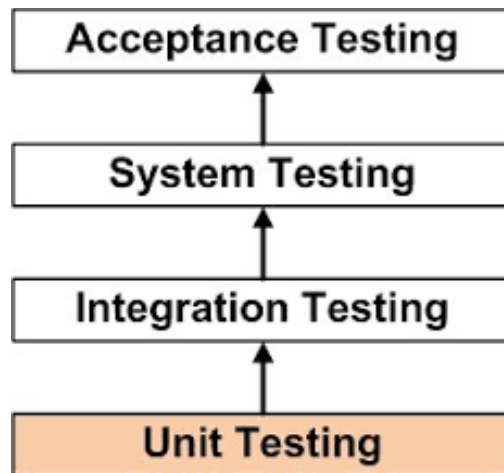 Acceptance Testing
System Testing
Integration Testing
Unit Testing